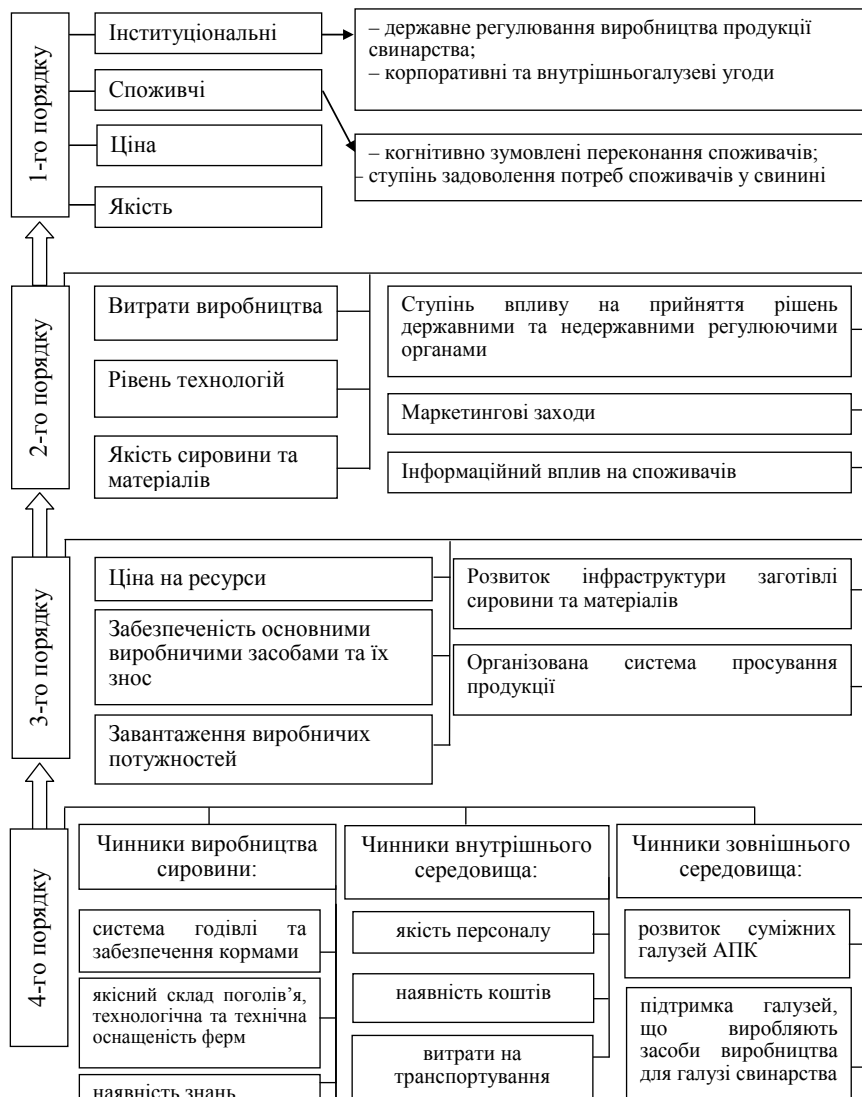 1-го порядку
Інституціональні
Споживчі
Ціна
Якість
– державне регулювання виробництва продукції
свинарства;
– корпоративні та внутрішньогалузеві угоди
– когнітивно зумовлені переконання споживачів;
– ступінь задоволення потреб споживачів у свинині
2-го порядку
Витрати виробництва
Рівень технологій
Якість сировини та
матеріалів
Ступінь впливу на прийняття рішень
державними та недержавними регулюючими
органами
Маркетингові заходи
Інформаційний вплив на споживачів
3-го порядку
Ціна на ресурси
Забезпеченість основними
виробничими засобами та їх
знос
Завантаження виробничих
потужностей
Розвиток інфраструктури заготівлі
сировини та матеріалів
Організована система просування
продукції
4-го порядку
Чинники виробництва
сировини:
система годівлі та
забезпечення кормами
якісний склад поголів’я,
технологічна та технічна
оснащеність ферм
наявність знань
Чинники внутрішнього
середовища:
якість персоналу
наявність коштів
витрати на
транспортування
Чинники зовнішнього
середовища:
розвиток суміжних
галузей АПК
підтримка галузей,
що виробляють
засоби виробництва
для галузі свинарства